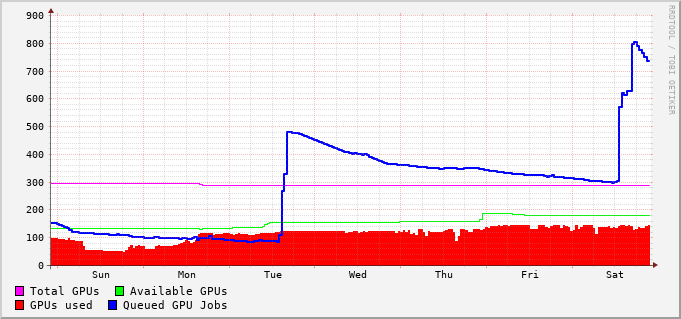 900
800
700
600
500
400
300
200
100
0
Sun Mon Tue Wed Thu Fri Sat
Total GPUs Available GPUs
GPUs used Queued GPU Jobs
RRDTOOL / TOBI OETIKER